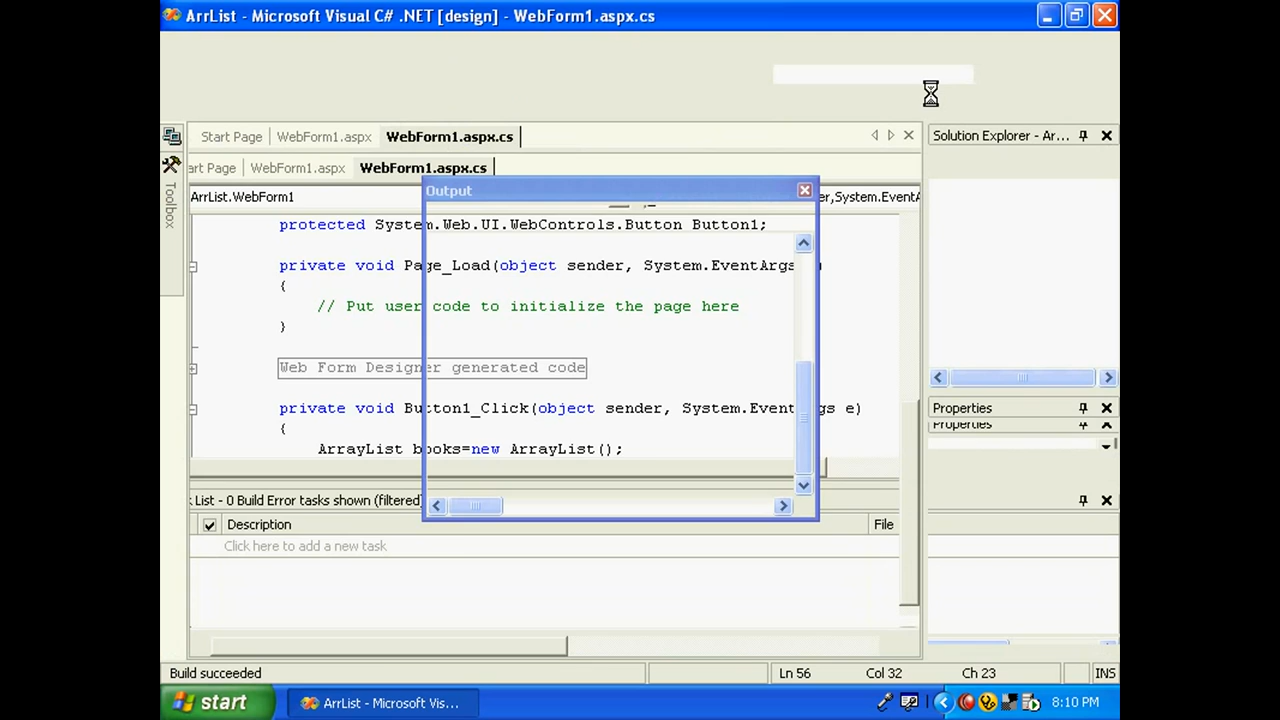 ArrList - Microsoft Visual C# .NET [design] - WebForm1.aspx.cs
Start Page WebForm1.aspx WebForm1.aspx.cs
Solution Explorer - Ar...
art Page WebForm1.aspx WebForm1.aspx.cs
Toolbox
Output
ArrList.WebForm1
er,System.EventA
protected System.Web.UI.WebControls.Button Button1;
private void Page_Load(object sender, System.EventArgs
{
// Put user code to initialize the page here
}
Web Form Designer generated code
private void Button1_Click(object sender, System.EventArgs e)
{
ArrayList books=new ArrayList();
Properties
Properties
List - 0 Build Error tasks shown (filtered)
Description File
Click here to add a new task
Build succeeded Ln 56 Col 32 Ch 23 INS
start ArrList - Microsoft Vis... 8:10 PM